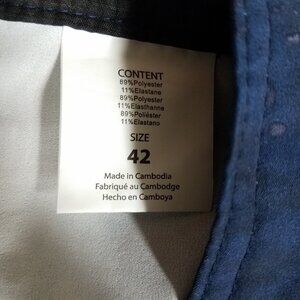 CONTENT
89%Polyester
11%Elastane
89%Polyester
11%Elasthanne
89%Poliéster
11%Elastano
SIZE
42
Made in Cambodia
Fabriqué au Cambodge
Hecho en Camboya